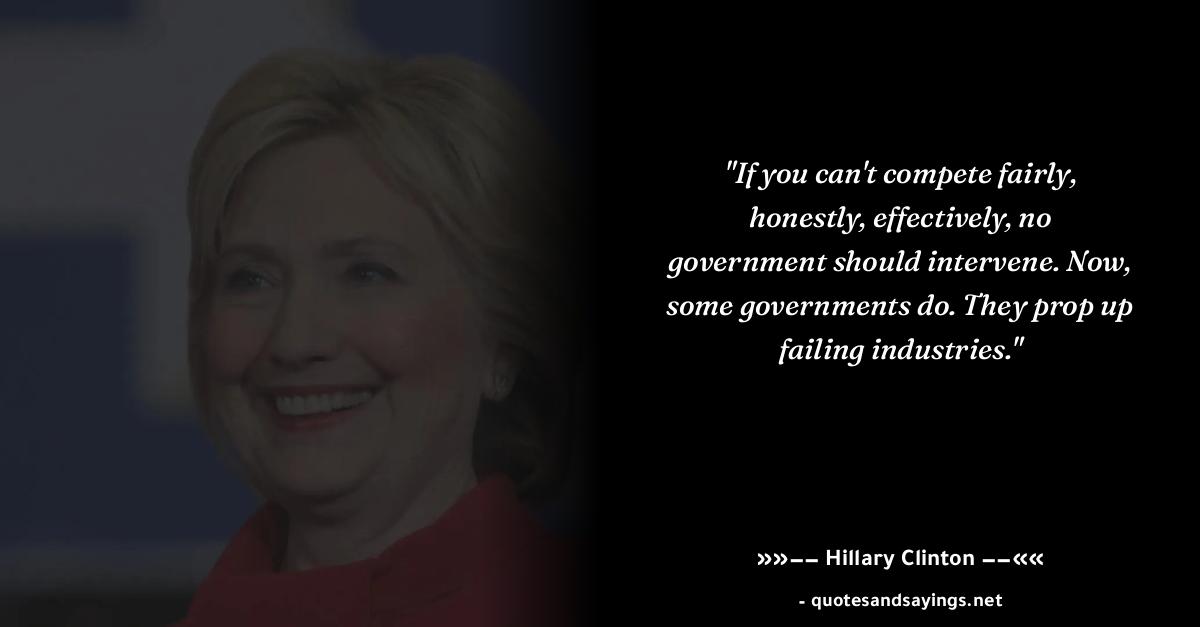 "If you can't compete fairly,
honestly, effectively, no
government should intervene. Now,
some governments do. They prop up
failing industries."
»»−− Hillary Clinton −−««
- quotesandsayings.net